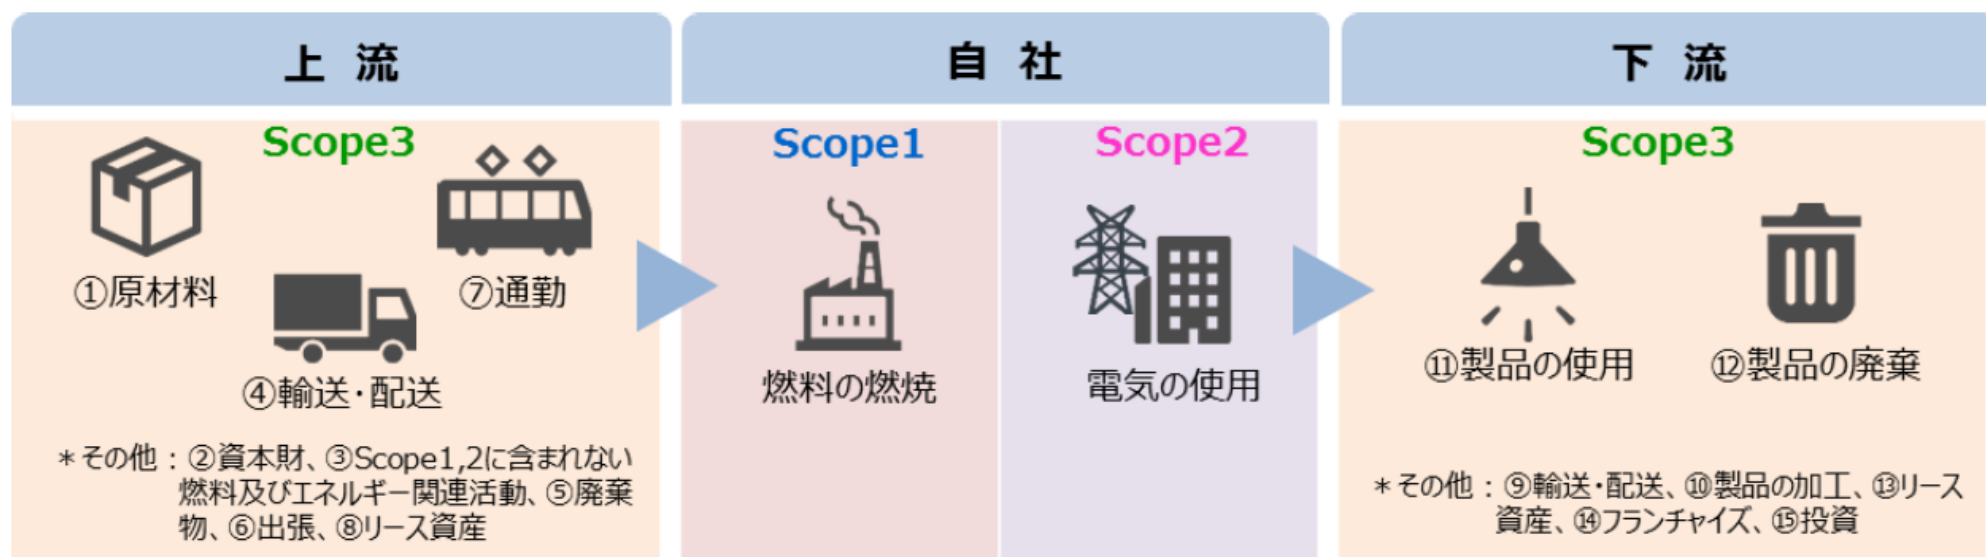 上 流
自 社
下 流
Scope3
①原材料
⑦通勤
④輸送・配送
＊その他：②資本財、③Scope1,2に含まれない
燃料及びエネルギー関連活動、⑤廃棄
物、⑥出張、⑧リース資産
Scope1
燃料の燃焼
Scope2
電気の使用
Scope3
⑪製品の使用
⑫製品の廃棄
＊その他：⑨輸送・配送、⑩製品の加工、⑬リース
資産、⑭フランチャイズ、⑮投資